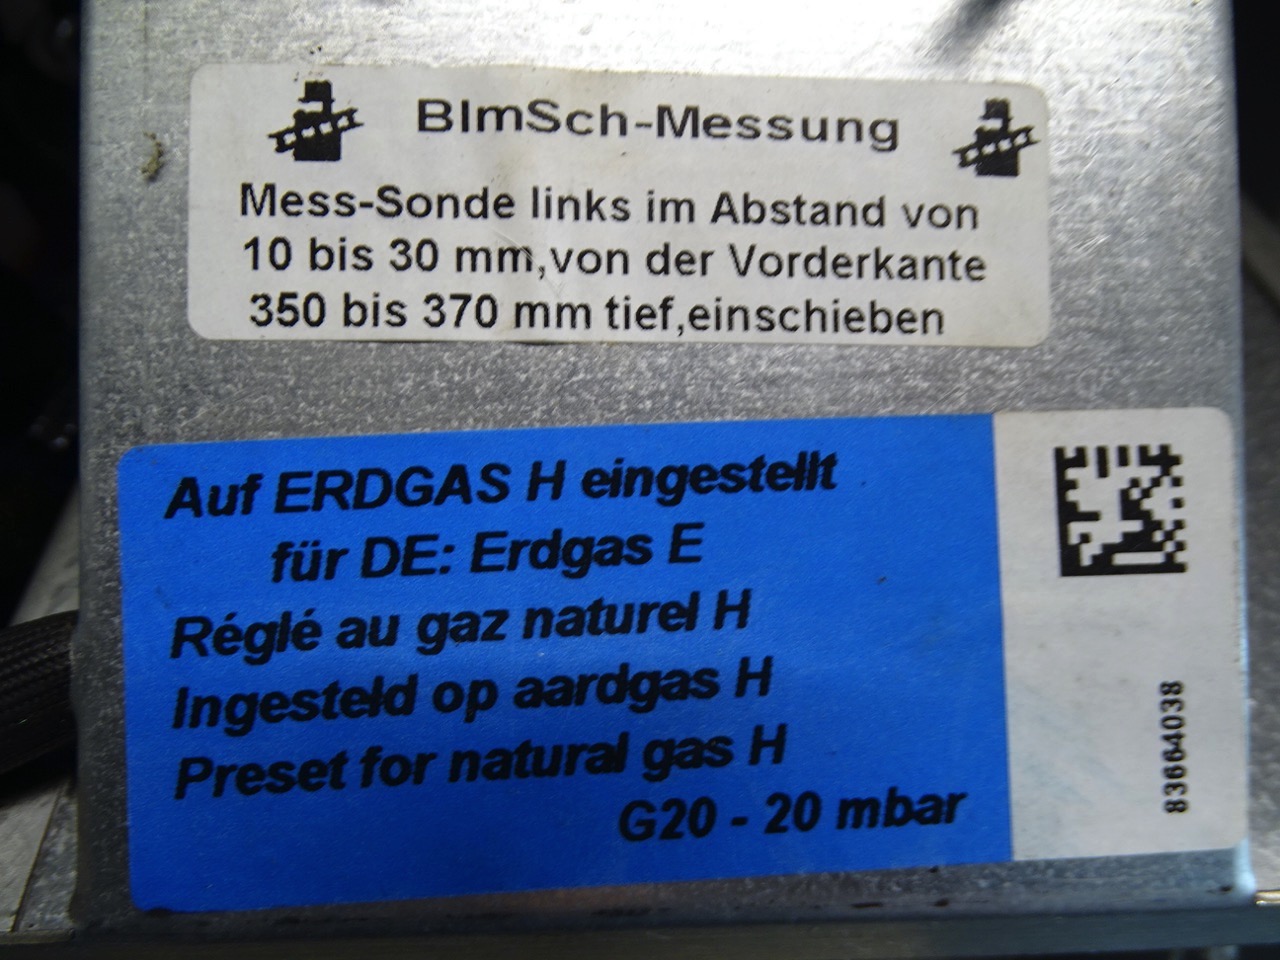 BImSch-Messung
Mess-Sonde links im Abstand von
10 bis 30 mm,von der Vorderkante
350 bis 370 mm tief,einschieben
Auf ERDGAS H eingestellt
für DE: Erdgas E
Réglé au gaz naturel H
Ingesteld op aardgas H
Preset for natural gas H
G20 - 20 mbar
83664038